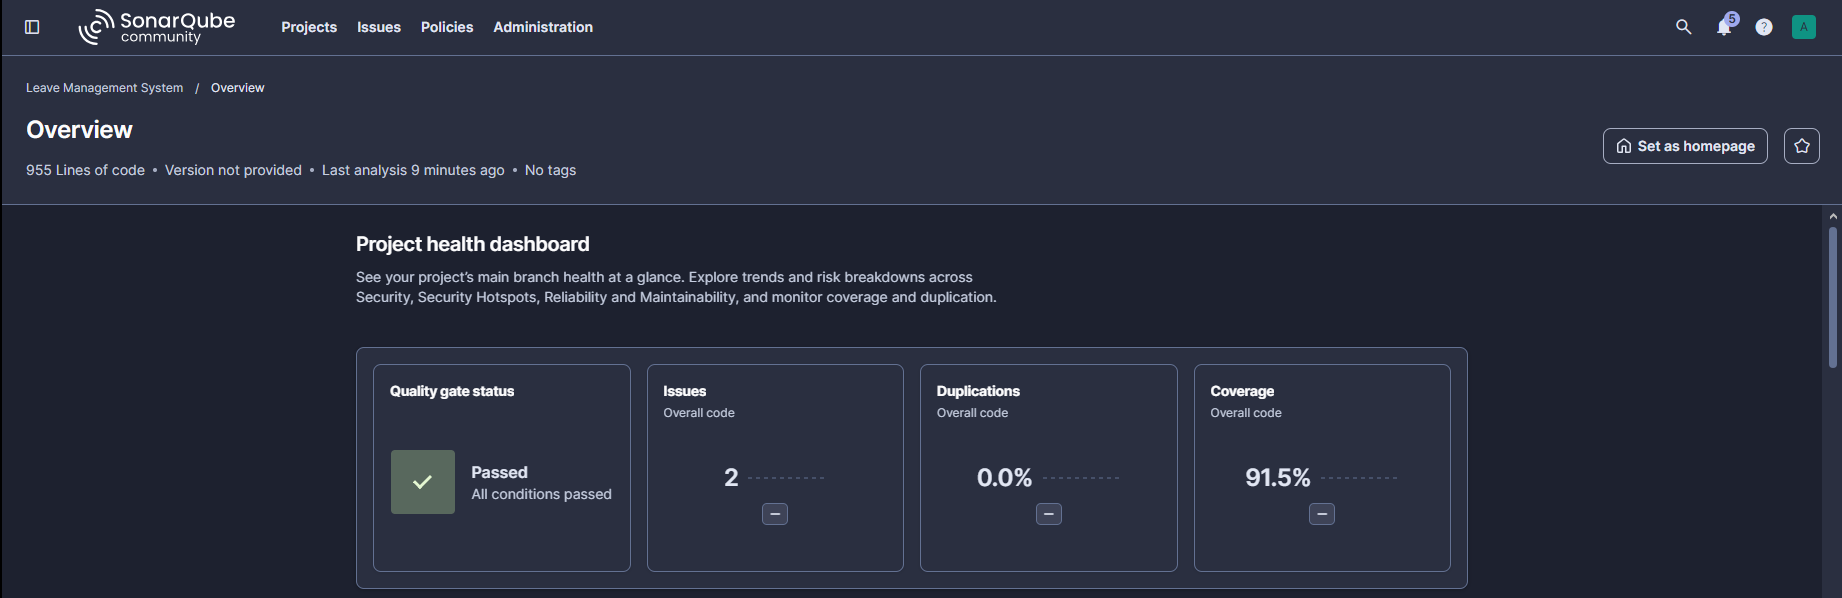 SonarQube
community
Projects Issues Policies Administration
5
?
A
Leave Management System / Overview
Overview
955 Lines of code • Version not provided • Last analysis 9 minutes ago • No tags
Set as homepage
Project health dashboard
See your project’s main branch health at a glance. Explore trends and risk breakdowns across
Security, Security Hotspots, Reliability and Maintainability, and monitor coverage and duplication.
Quality gate status
Passed
All conditions passed
Issues
Overall code
2
Duplications
Overall code
0.0%
Coverage
Overall code
91.5%